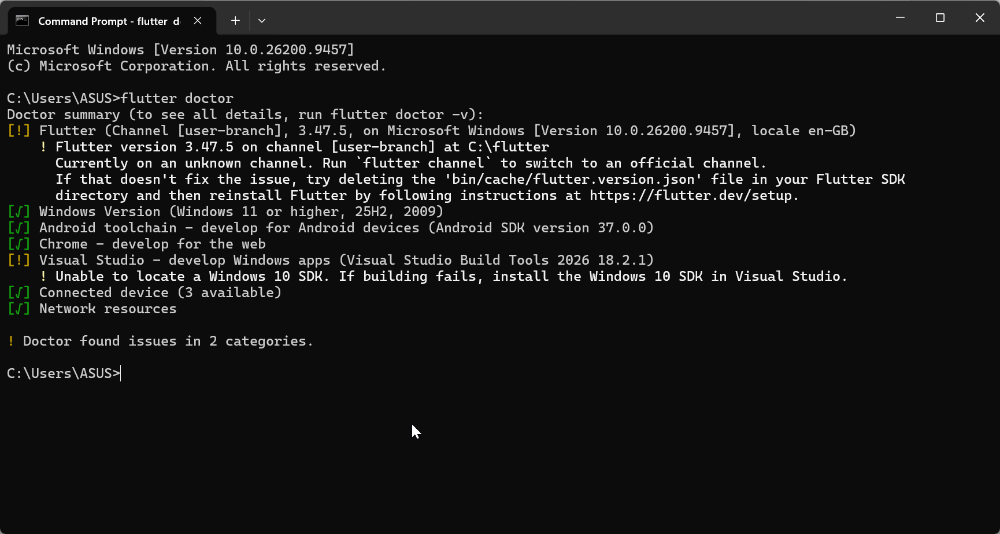 Command Prompt - flutter d
Microsoft Windows [Version 10.0.26200.9457]
(c) Microsoft Corporation. All rights reserved.
C:\Users\ASUS>flutter doctor
Doctor summary (to see all details, run flutter doctor -v):
[!] Flutter (Channel [user-branch], 3.47.5, on Microsoft Windows [Version 10.0.26200.9457], locale en-GB)
! Flutter version 3.47.5 on channel [user-branch] at C:\flutter
Currently on an unknown channel. Run `flutter channel` to switch to an official channel.
If that doesn't fix the issue, try deleting the 'bin/cache/flutter.version.json' file in your Flutter SDK
directory and then reinstall Flutter by following instructions at https://flutter.dev/setup.
[√] Windows Version (Windows 11 or higher, 25H2, 2009)
[√] Android toolchain - develop for Android devices (Android SDK version 37.0.0)
[√] Chrome - develop for the web
[!] Visual Studio - develop Windows apps (Visual Studio Build Tools 2026 18.2.1)
! Unable to locate a Windows 10 SDK. If building fails, install the Windows 10 SDK in Visual Studio.
[√] Connected device (3 available)
[√] Network resources
! Doctor found issues in 2 categories.
C:\Users\ASUS>